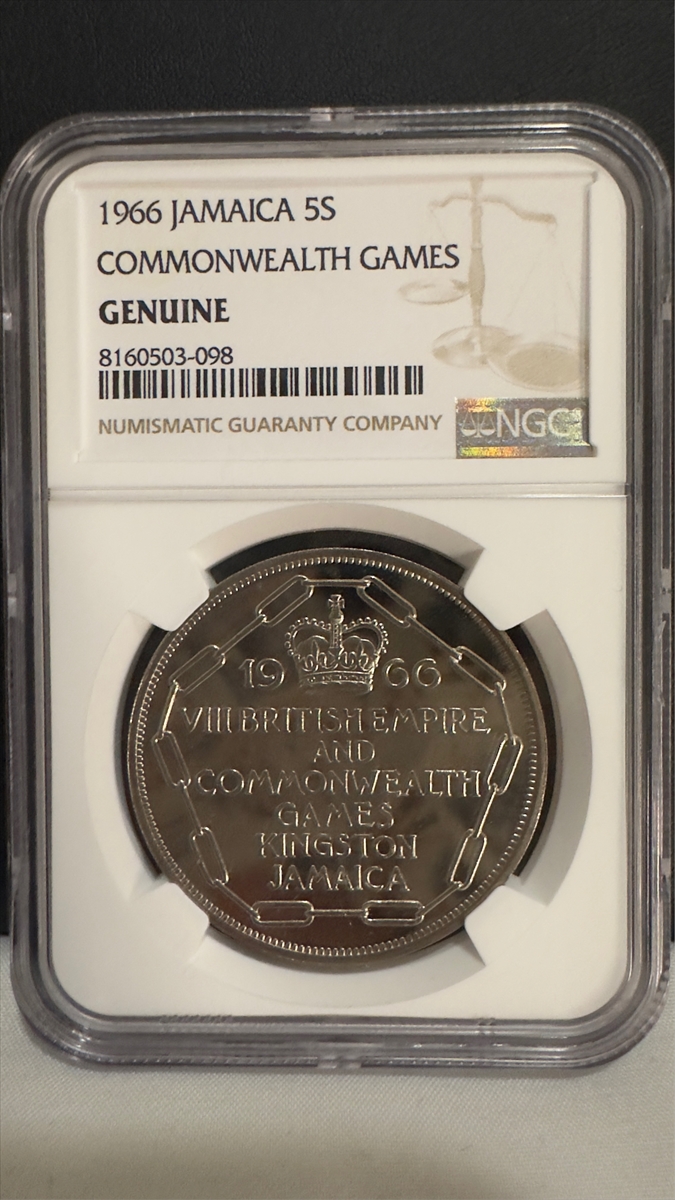 1966 JAMAICA 5S
COMMONWEALTH GAMES
GENUINE
8160503-098
NUMISMATIC GUARANTY COMPANY
NGC
19 66
VIII BRITISH EMPIRE
AND
COMMONWEALTH
GAMES
KINGSTON
JAMAICA